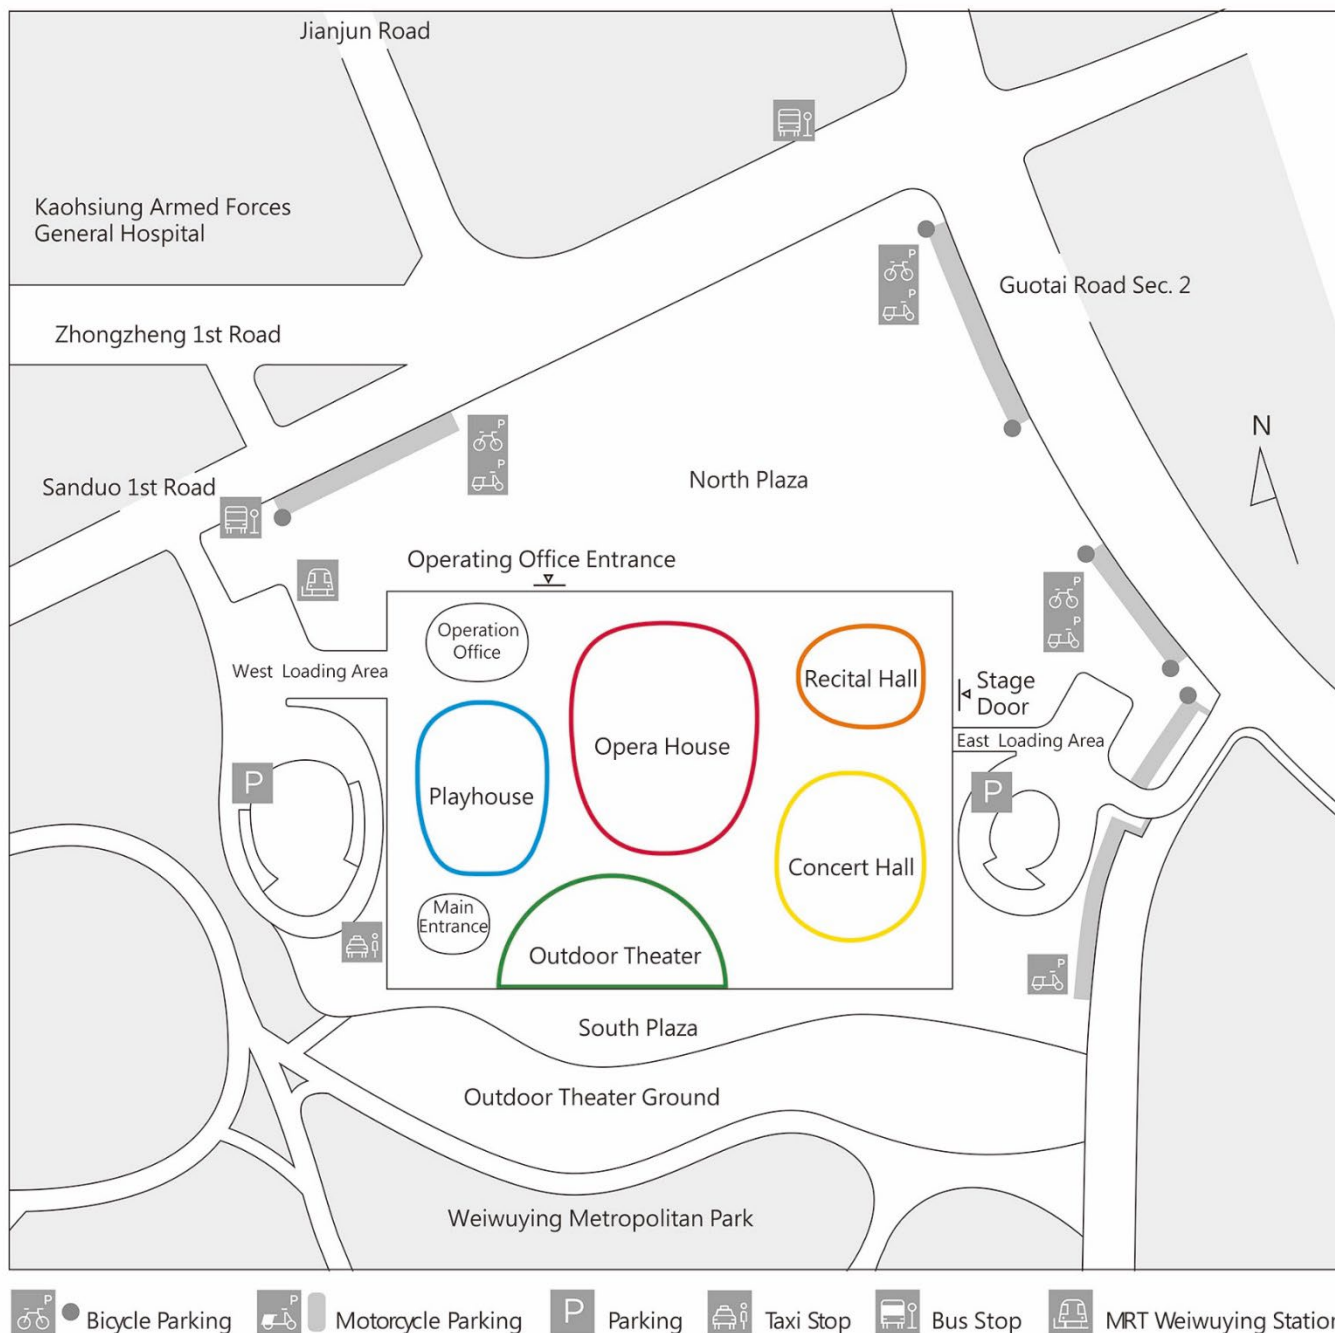 Jianjun Road
Kaohsiung Armed Forces
General Hospital
Guotai Road Sec. 2
Zhongzheng 1st Road
N
North Plaza
Sanduo 1st Road
Operating Office Entrance
Operation
Office
West Loading Area
Recital Hall
Stage
Door
Opera House
East Loading Area
P
Playhouse
P
Concert Hall
Main
Entrance
Outdoor Theater
South Plaza
Outdoor Theater Ground
Weiwuying Metropolitan Park
P Bicycle Parking
P Motorcycle Parking
P Parking
Taxi Stop
Bus Stop
MRT Weiwuying Station